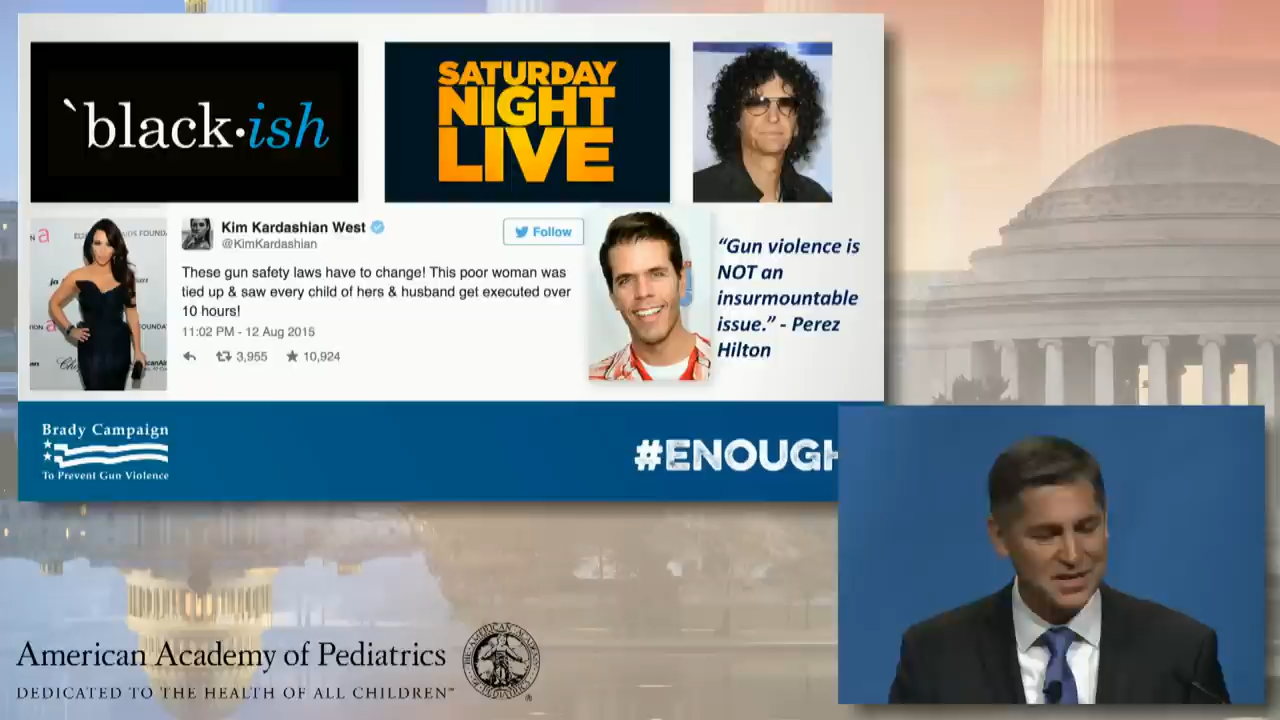 `black·ish
SATURDAY
NIGHT
LIVE
Kim Kardashian West
@KimKardashian
Follow
These gun safety laws have to change! This poor woman was
tied up & saw every child of hers & husband get executed over
10 hours!
11:02 PM - 12 Aug 2015
3,955
10,924
“Gun violence is
NOT an
insurmountable
issue.” - Perez
Hilton
Brady Campaign
To Prevent Gun Violence
#ENOUGH
American Academy of Pediatrics
DEDICATED TO THE HEALTH OF ALL CHILDREN™